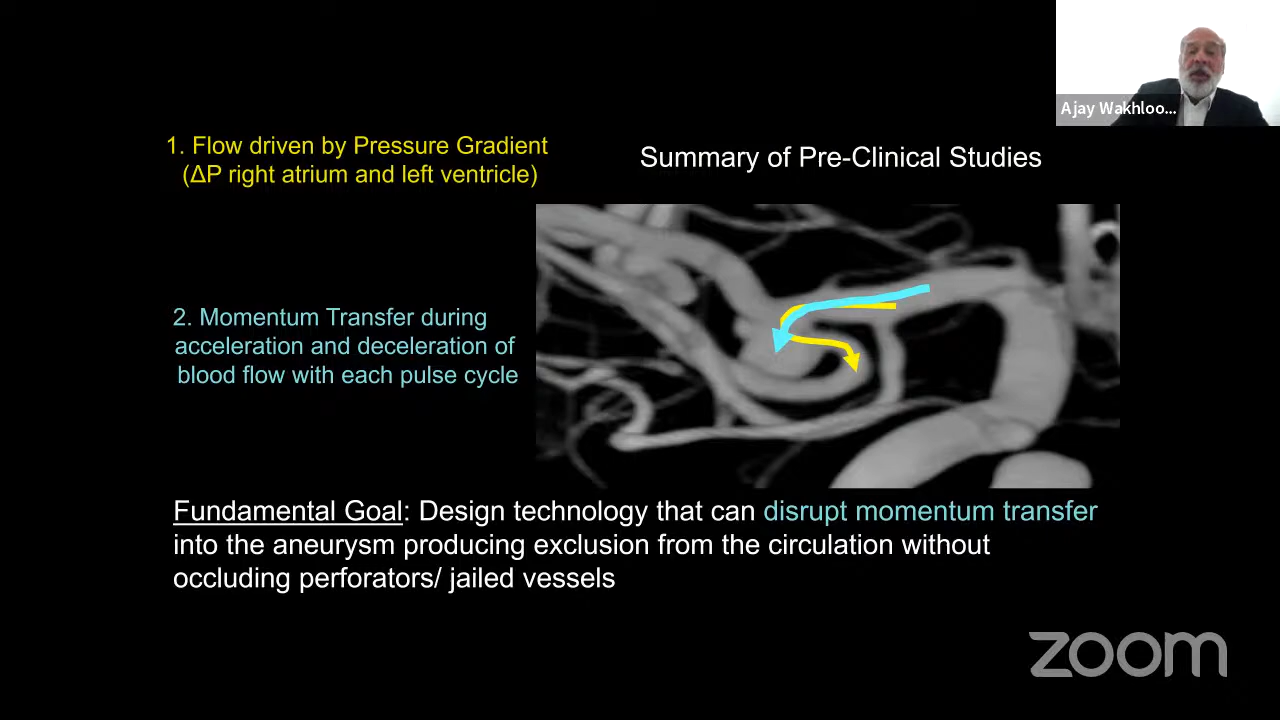 Ajay Wakhloo...
1. Flow driven by Pressure Gradient
(ΔP right atrium and left ventricle)
Summary of Pre-Clinical Studies
2. Momentum Transfer during
acceleration and deceleration of
blood flow with each pulse cycle
Fundamental Goal: Design technology that can disrupt momentum transfer
into the aneurysm producing exclusion from the circulation without
occluding perforators/ jailed vessels
zoom